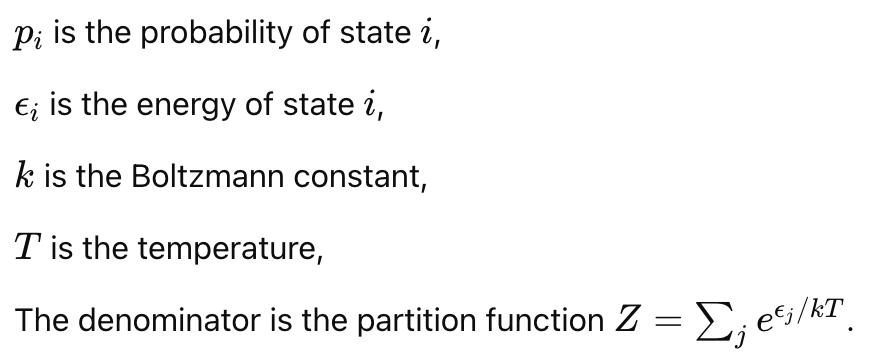 $p_i$ is the probability of state $i$,
$\epsilon_i$ is the energy of state $i$,
$k$ is the Boltzmann constant,
$T$ is the temperature,
The denominator is the partition function $Z = \sum_j e^{\epsilon_j/kT}$.